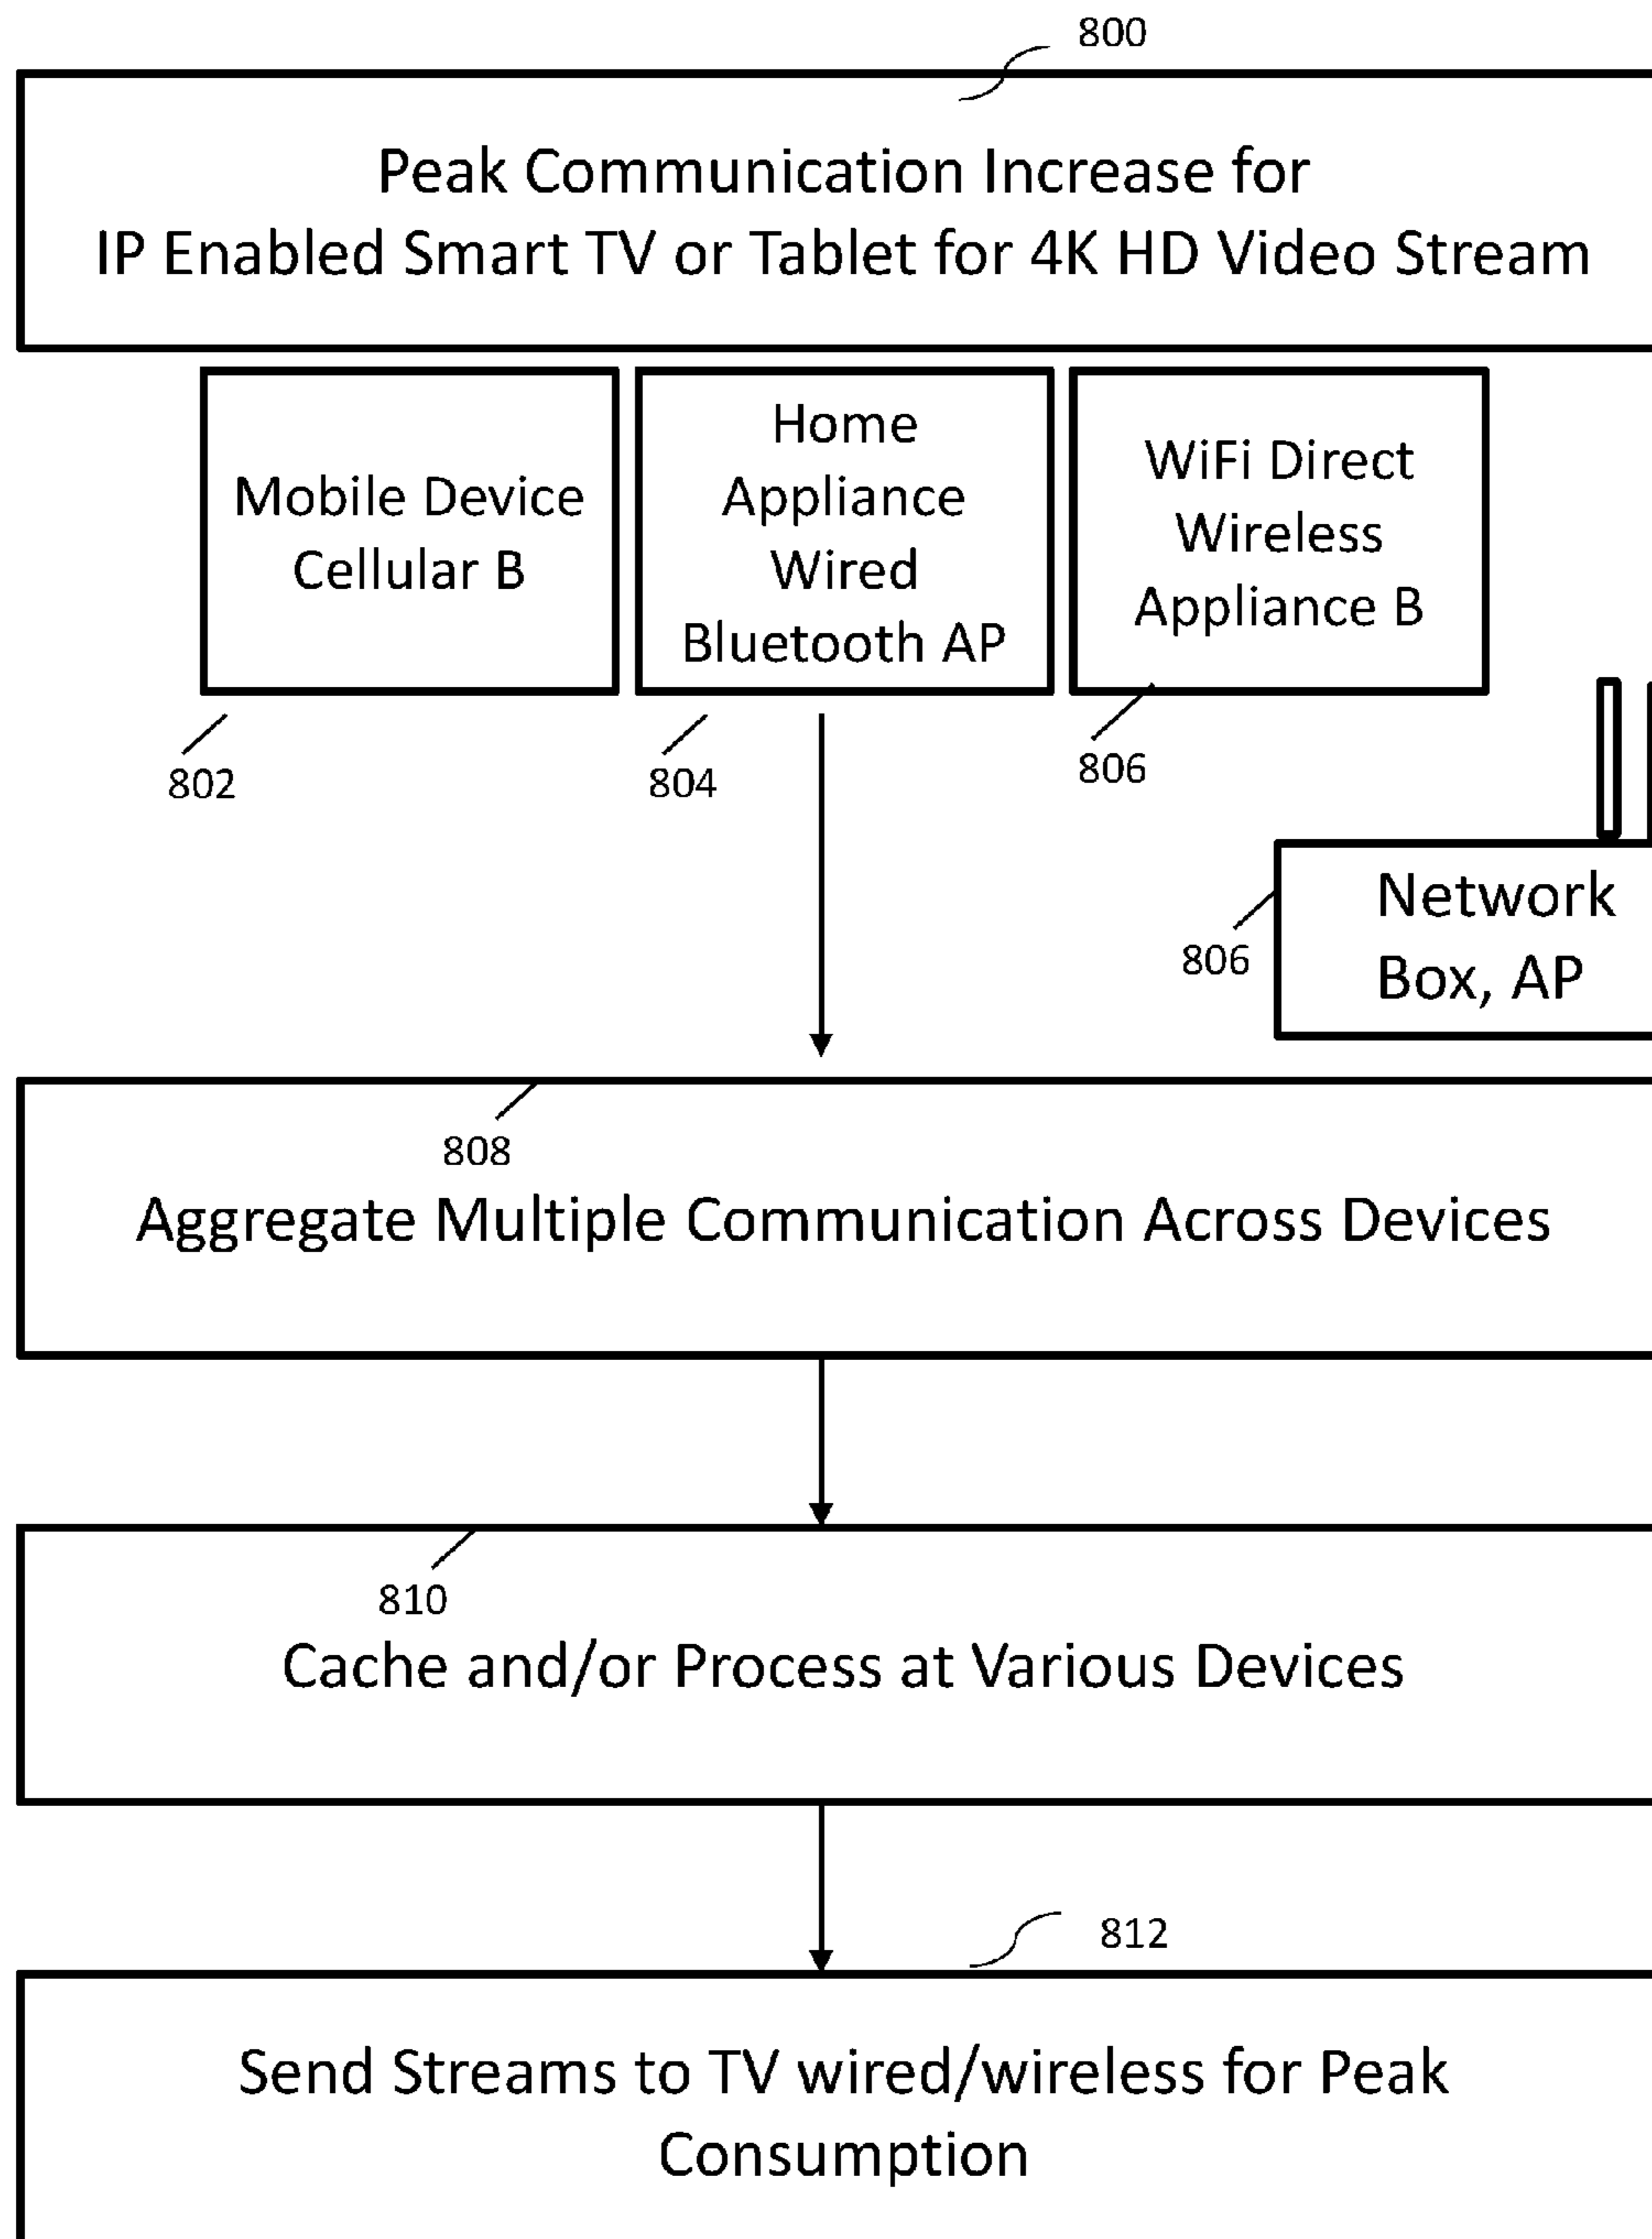 800
Peak Communication Increase for
IP Enabled Smart TV or Tablet for 4K HD Video Stream
Mobile Device
Cellular B
Home
Appliance
Wired
Bluetooth AP
WiFi Direct
Wireless
Appliance B
802
804
806
Network
Box, AP
806
808
Aggregate Multiple Communication Across Devices
810
Cache and/or Process at Various Devices
812
Send Streams to TV wired/wireless for Peak
Consumption